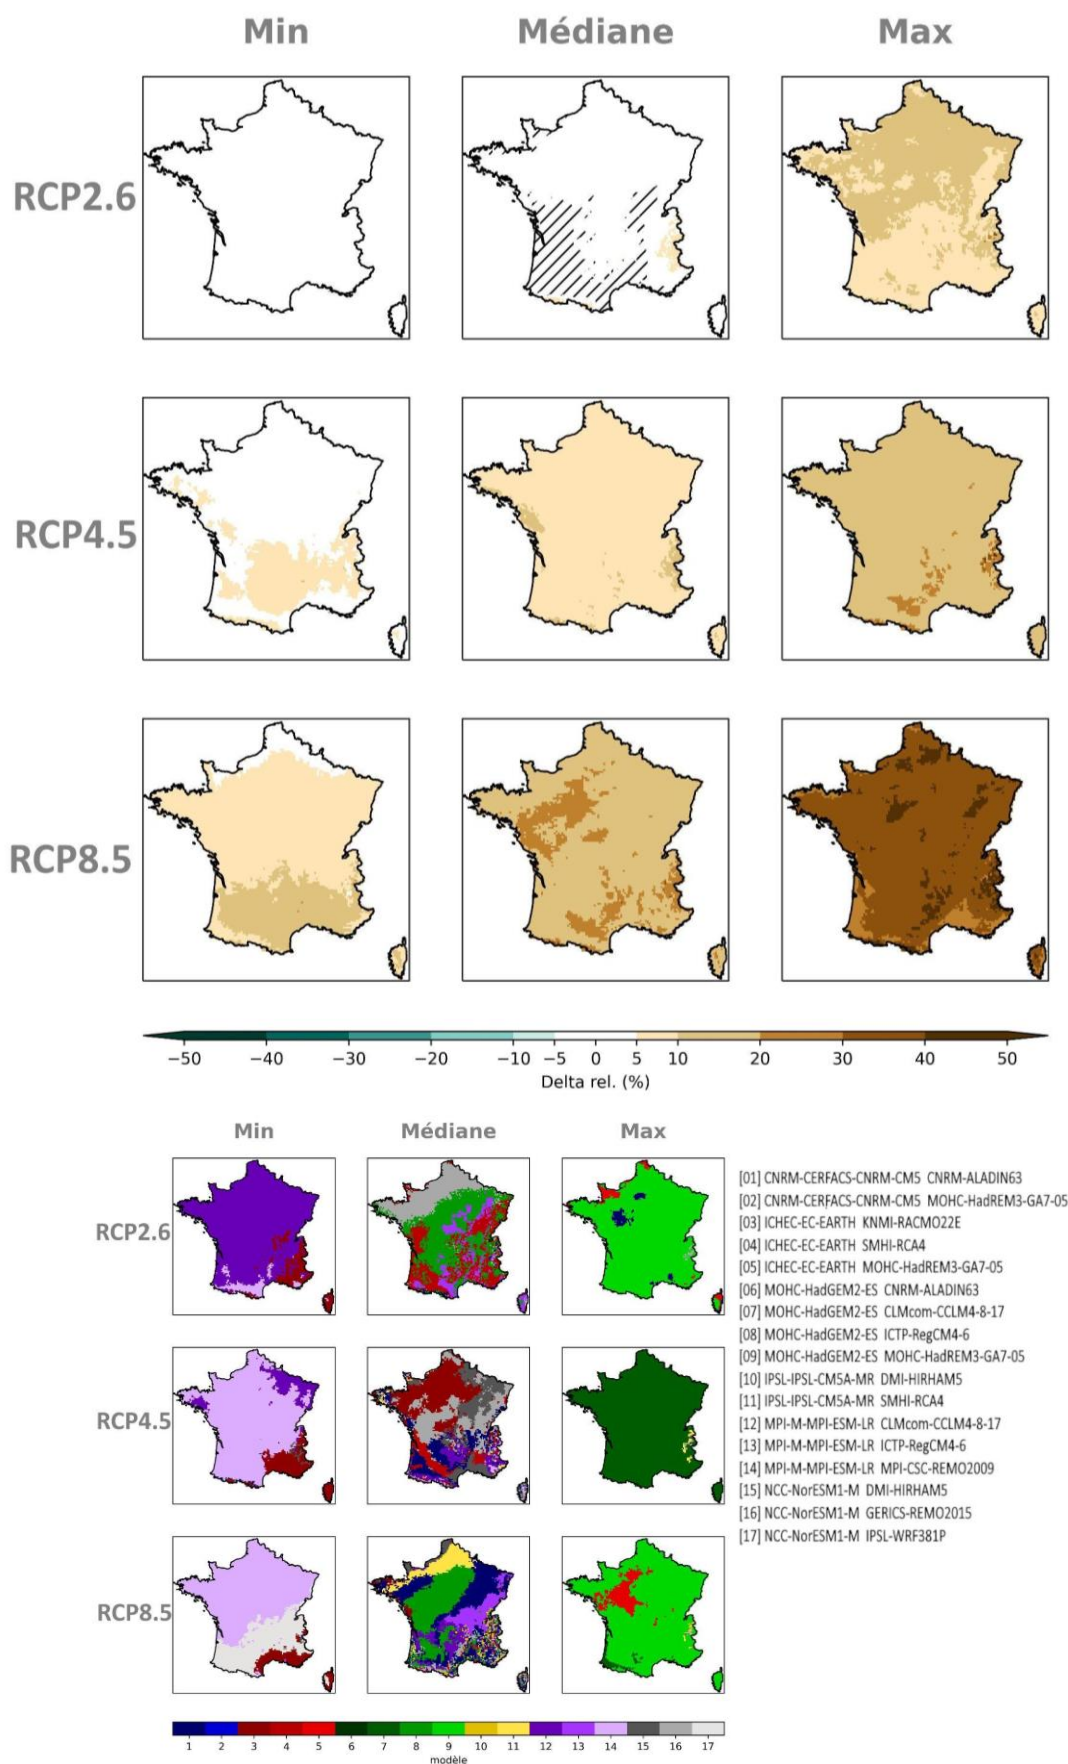 Min Médiane Max
RCP2.6
RCP4.5
RCP8.5
−50 −40 −30 −20 −10 −5 0 5 10 20 30 40 50
Delta rel. (%)
Min Médiane Max
RCP2.6
RCP4.5
RCP8.5
[01] CNRM-CERFACS-CNRM-CM5 CNRM-ALADIN63
[02] CNRM-CERFACS-CNRM-CM5 MOHC-HadREM3-GA7-05
[03] ICHEC-EC-EARTH KNMI-RACMO22E
[04] ICHEC-EC-EARTH SMHI-RCA4
[05] ICHEC-EC-EARTH MOHC-HadREM3-GA7-05
[06] MOHC-HadGEM2-ES CNRM-ALADIN63
[07] MOHC-HadGEM2-ES CLMcom-CCLM4-8-17
[08] MOHC-HadGEM2-ES ICTP-RegCM4-6
[09] MOHC-HadGEM2-ES MOHC-HadREM3-GA7-05
[10] IPSL-IPSL-CM5A-MR DMI-HIRHAM5
[11] IPSL-IPSL-CM5A-MR SMHI-RCA4
[12] MPI-M-MPI-ESM-LR CLMcom-CCLM4-8-17
[13] MPI-M-MPI-ESM-LR ICTP-RegCM4-6
[14] MPI-M-MPI-ESM-LR MPI-CSC-REMO2009
[15] NCC-NorESM1-M DMI-HIRHAM5
[16] NCC-NorESM1-M GERICS-REMO2015
[17] NCC-NorESM1-M IPSL-WRF381P
1 2 3 4 5 6 7 8 9 10 11 12 13 14 15 16 17
modèle